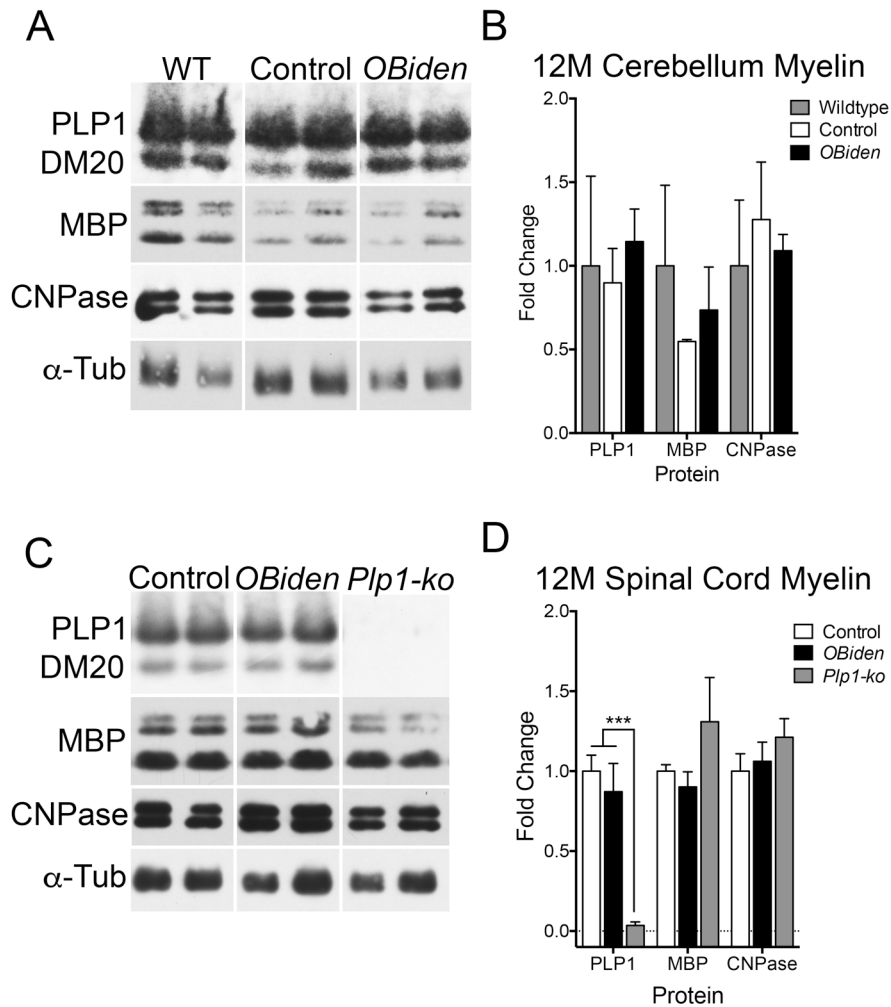 A
WT Control OBiden
PLP1
DM20
MBP
CNPase
α-Tub
B
12M Cerebellum Myelin
2.0
1.5
1.0
0.5
0.0
Fold Change
Wildtype
Control
OBiden
PLP1 MBP CNPase
Protein
C
Control OBiden Plp1-ko
PLP1
DM20
MBP
CNPase
α-Tub
D
12M Spinal Cord Myelin
2.0
1.5
1.0
0.5
0.0
Fold Change
Control
OBiden
Plp1-ko
***
PLP1 MBP CNPase
Protein